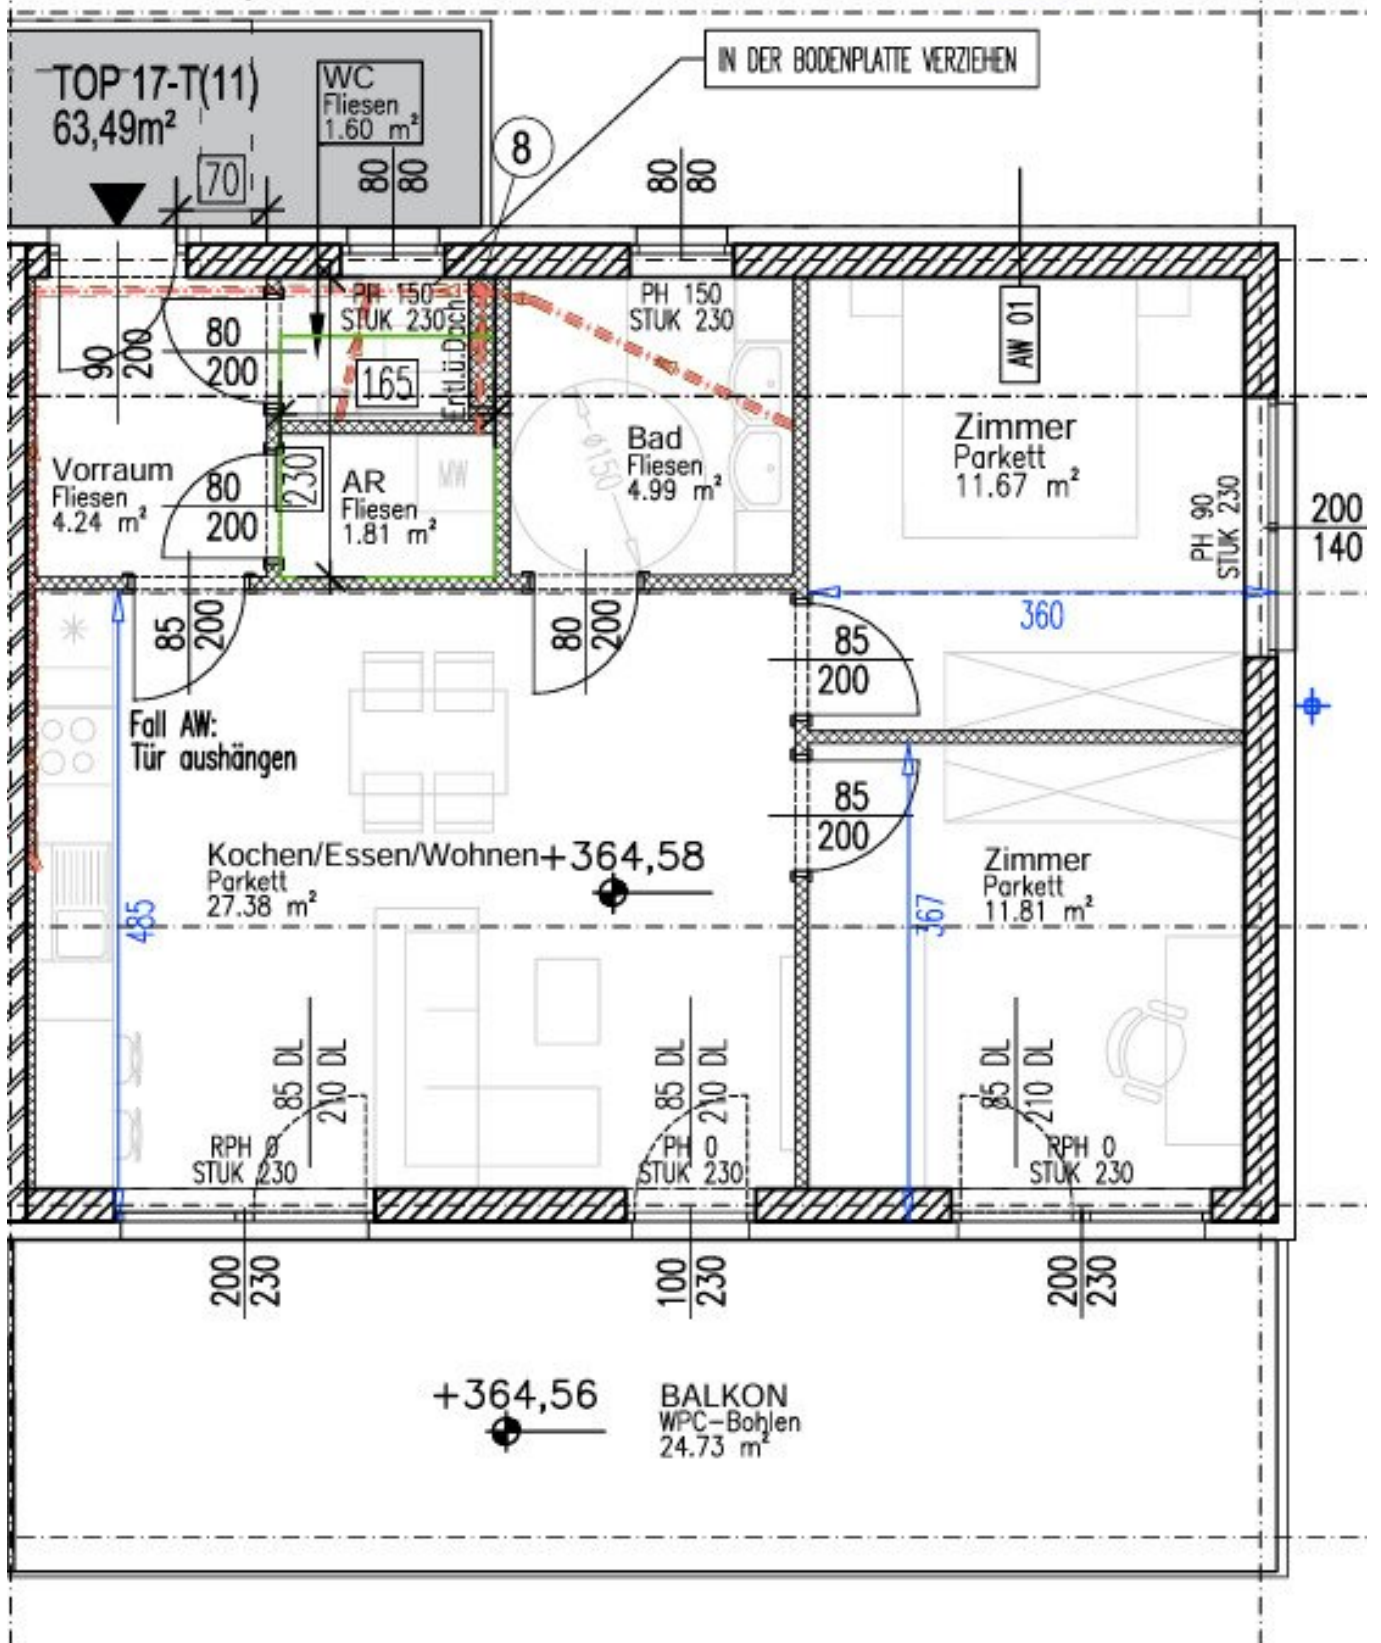 IN DER BODENPLATTE VERZIEHEN
TOP 17-T(11)
63,49m²
WC
Fliesen
1.60 m²
8
70
80
80
80
80
PH 150
STUK 230
PH 150
STUK 230
Entl.ü.Dach
AW 01
90
200
80
200
165
Vorraum
Fliesen
4.24 m²
80
200
230
AR
Fliesen
1.81 m²
MW
Bad
Fliesen
4.99 m²
ø150
Zimmer
Parkett
11.67 m²
PH 90
STUK 230
200
140
360
85
200
80
200
85
200
Fall AW:
Tür aushängen
85
200
Kochen/Essen/Wohnen
Parkett
27.38 m²
+364,58
Zimmer
Parkett
11.81 m²
485
367
85 DL
210 DL
85 DL
210 DL
85 DL
210 DL
RPH 0
STUK 230
PH 0
STUK 230
RPH 0
STUK 230
200
230
100
230
200
230
+364,56
BALKON
WPC-Bohlen
24.73 m²